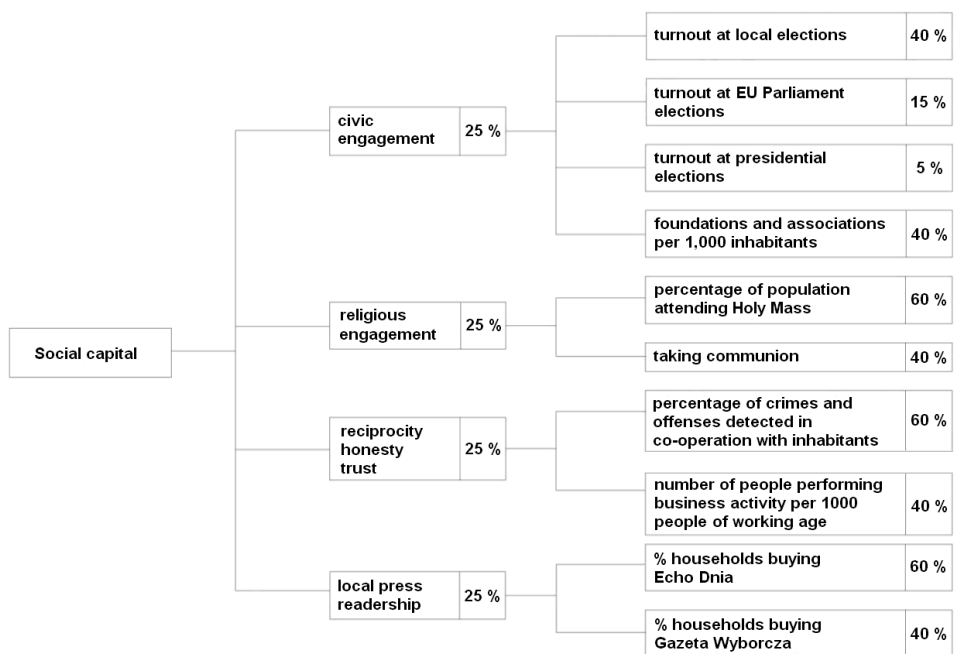 Social capital
civic
engagement
25 %
turnout at local elections
40 %
turnout at EU Parliament
elections
15 %
turnout at presidential
elections
5 %
foundations and associations
per 1,000 inhabitants
40 %
religious
engagement
25 %
percentage of population
attending Holy Mass
60 %
taking communion
40 %
reciprocity
honesty
trust
25 %
percentage of crimes and
offenses detected in
co-operation with inhabitants
60 %
number of people performing
business activity per 1000
people of working age
40 %
local press
readership
25 %
% households buying
Echo Dnia
60 %
% households buying
Gazeta Wyborcza
40 %